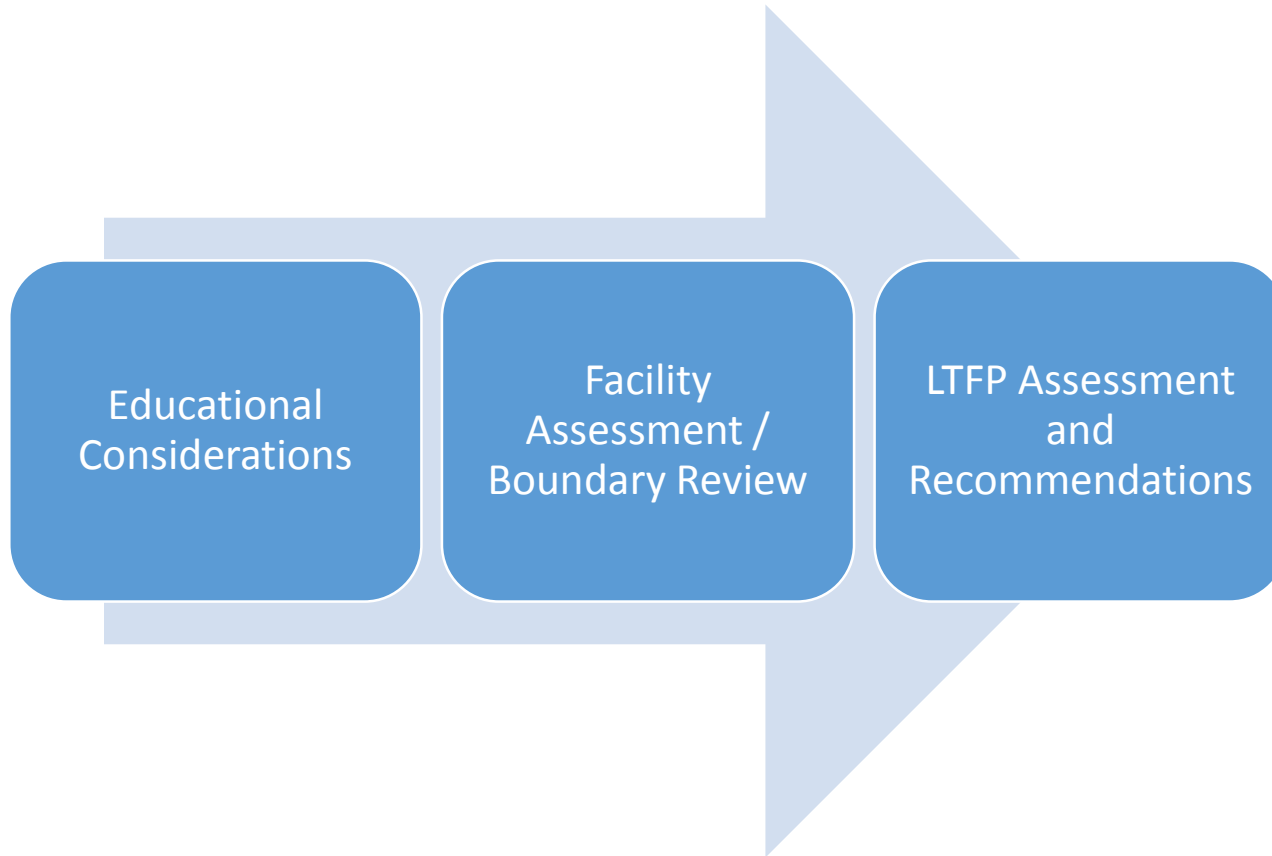 Educational
Considerations
Facility
Assessment /
Boundary Review
LTFP Assessment
and
Recommendations